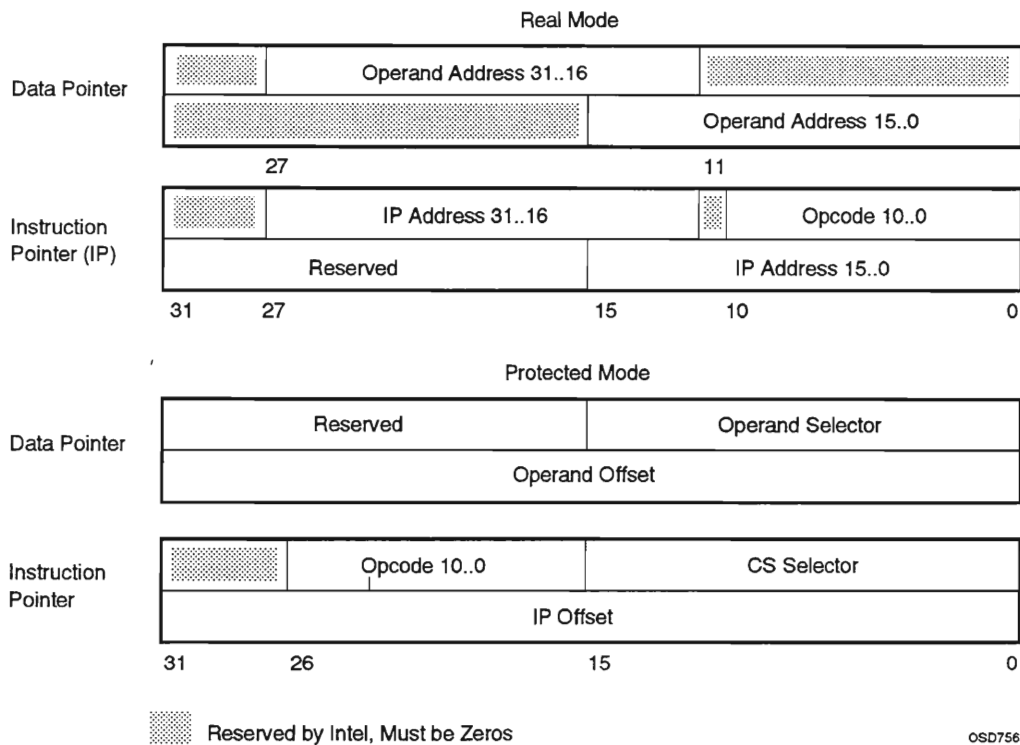 Real Mode
Data Pointer
Operand Address 31..16
Operand Address 15..0
27 11
Instruction
Pointer (IP)
IP Address 31..16 Opcode 10..0
Reserved IP Address 15..0
31 27 15 10 0
Protected Mode
Data Pointer
Reserved Operand Selector
Operand Offset
Instruction
Pointer
Opcode 10..0 CS Selector
IP Offset
31 26 15 0
Reserved by Intel, Must be Zeros
OSD756